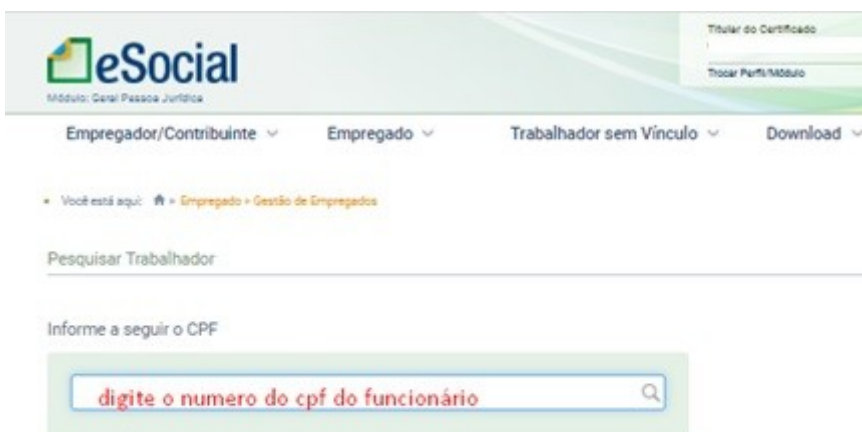 Titular do Certificado
eSocial
Trocar Perfil/Módulo
Módulo: Geral Pessoa Jurídica
Empregador/Contribuinte Empregado Trabalhador sem Vínculo Download
Você está aqui: » Empregado » Gestão de Empregados
Pesquisar Trabalhador
Informe a seguir o CPF
digite o numero do cpf do funcionário